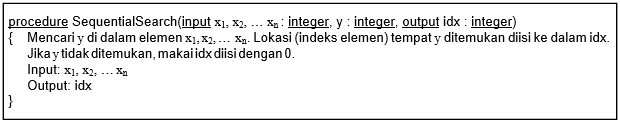 procedure SequentialSearch(input x1, x2, … xn : integer, y : integer, output idx : integer)
{ Mencari y di dalam elemen x1, x2, … xn. Lokasi (indeks elemen) tempat y ditemukan diisi ke dalam idx.
Jika y tidak ditemukan, makai idx diisi dengan 0.
Input: x1, x2, … xn
Output: idx
}